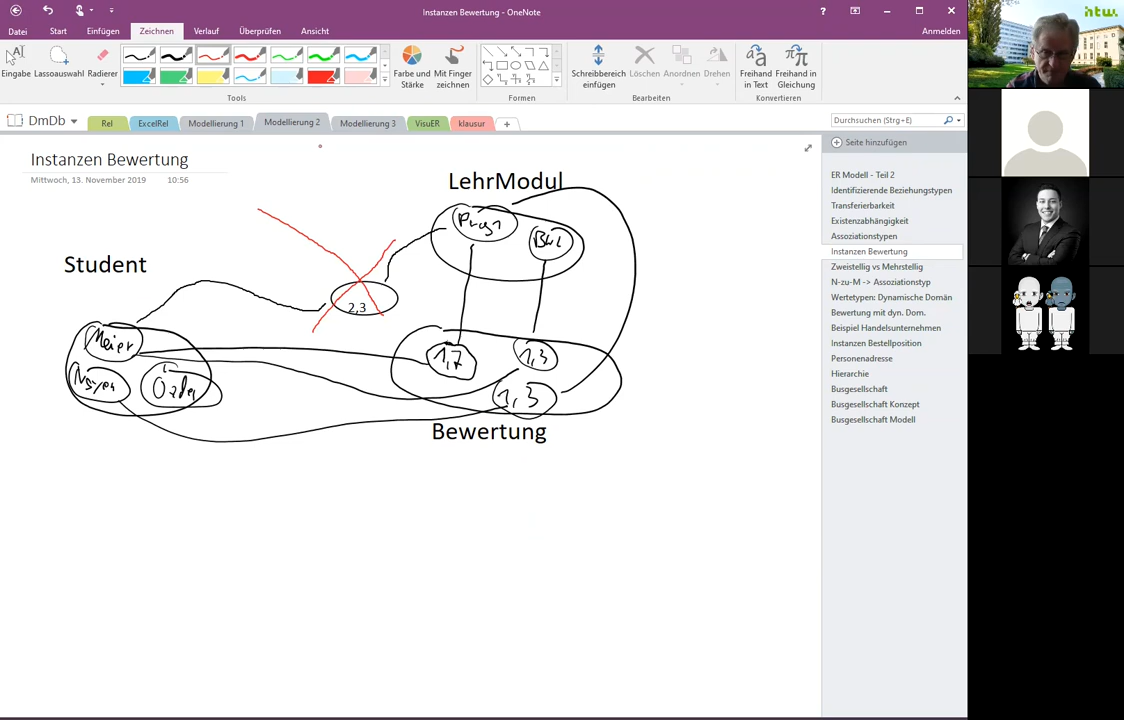 Instanzen Bewertung - OneNote
Datei Start Einfügen Zeichnen Verlauf Überprüfen Ansicht Anmelden
Eingabe Lassoauswahl Radierer
Farbe und Stärke
Mit Finger zeichnen
Schreibbereich einfügen
Löschen Anordnen Drehen
Freihand in Text
Freihand in Gleichung
Tools Formen Bearbeiten Konvertieren
DmDb Rel ExcelRel Modellierung 1 Modellierung 2 Modellierung 3 VisuER klausur
Durchsuchen (Strg+E)
Seite hinzufügen
Instanzen Bewertung
Mittwoch, 13. November 2019 10:56
LehrModul
Prog1
BWL
Student
2,3
Meier
1,7
1,3
1,3
Bewertung
ER Modell - Teil 2
Identifizierende Beziehungstypen
Transferierbarkeit
Existenzabhängigkeit
Assoziationstypen
Instanzen Bewertung
Zweistellig vs Mehrstellig
N-zu-M -> Assoziationstyp
Wertetypen: Dynamische Domän
Bewertung mit dyn. Dom.
Beispiel Handelsunternehmen
Instanzen Bestellposition
Personenadresse
Hierarchie
Busgesellschaft
Busgesellschaft Konzept
Busgesellschaft Modell
htw